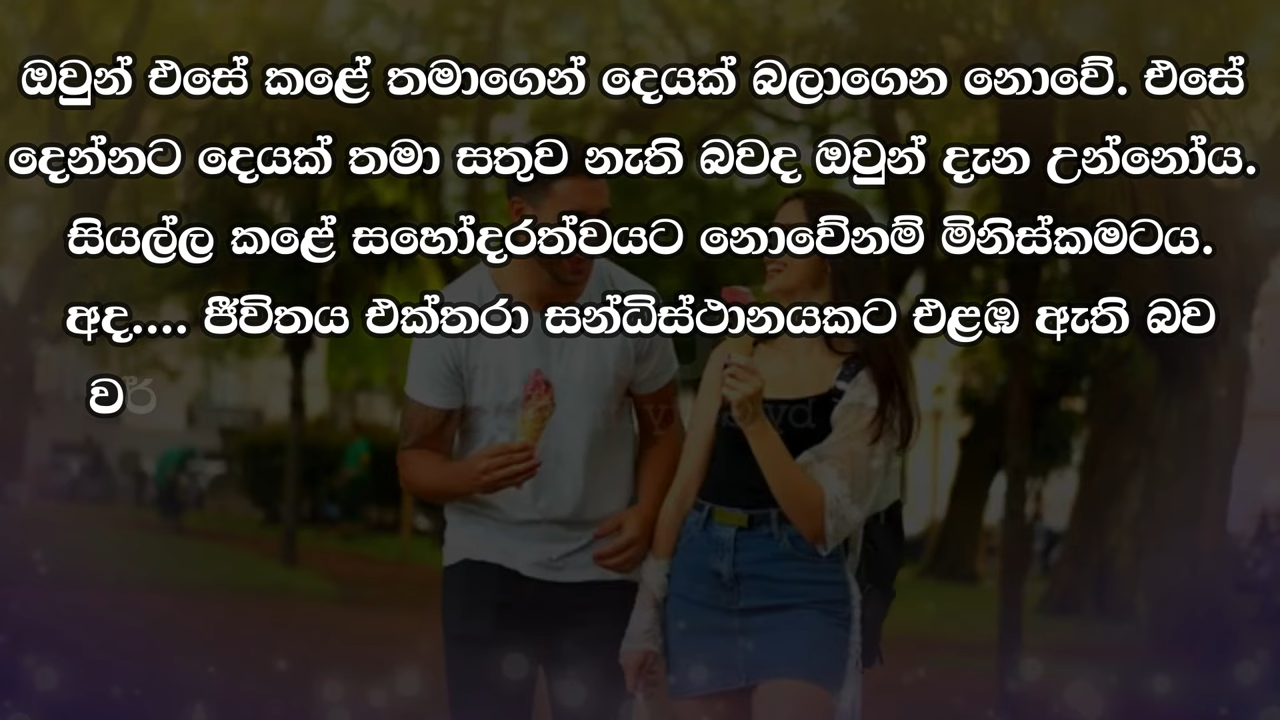 ඔවුන් එසේ කළේ තමාගෙන් දෙයක් බලාගෙන නොවේ. එසේ
දෙන්නට දෙයක් තමා සතුව නැති බවද ඔවුන් දැන උන්නෝය.
සියල්ල කළේ සහෝදරත්වයට නොවේනම් මිනිස්කමටය.
අද.... ජීවිතය එක්තරා සන්ධිස්ථානයකට එළඹ ඇති බව
ව